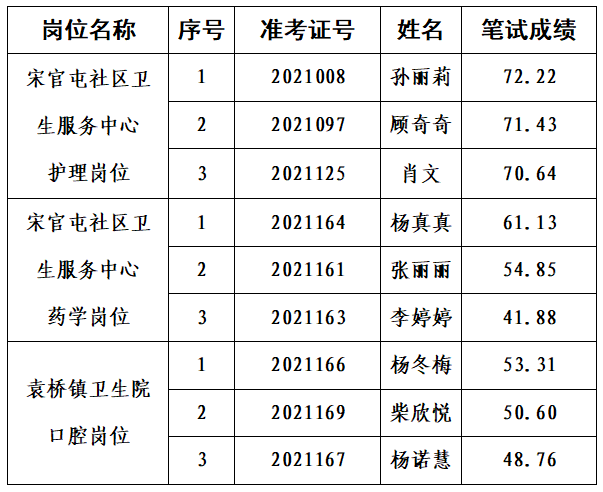 岗位名称 序号 准考证号 姓名 笔试成绩
宋官屯社区卫
生服务中心
护理岗位
1 2021008 孙丽莉 72.22
2 2021097 顾奇奇 71.43
3 2021125 肖文 70.64
宋官屯社区卫
生服务中心
药学岗位
1 2021164 杨真真 61.13
2 2021161 张丽丽 54.85
3 2021163 李婷婷 41.88
袁桥镇卫生院
口腔岗位
1 2021166 杨冬梅 53.31
2 2021169 柴欣悦 50.60
3 2021167 杨诺慧 48.76